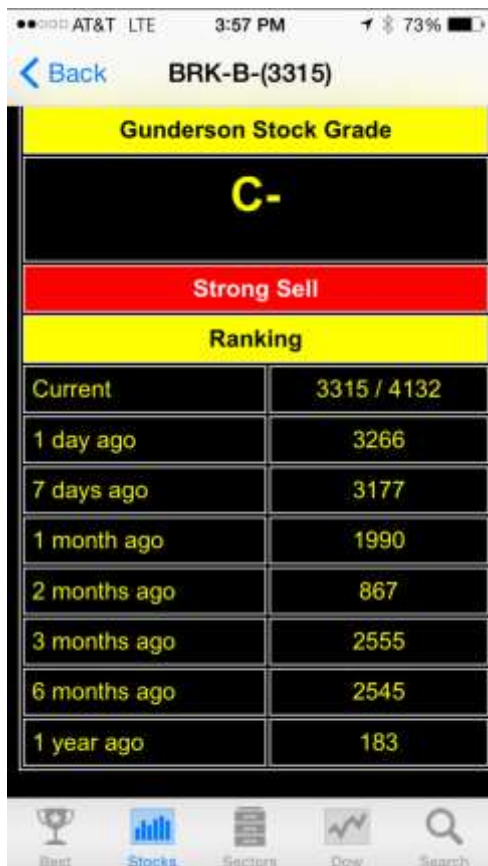 AT&T LTE 3:57 PM 73%
Back BRK-B-(3315)
Gunderson Stock Grade
C-
Strong Sell
Ranking
Current 3315 / 4132
1 day ago 3266
7 days ago 3177
1 month ago 1990
2 months ago 867
3 months ago 2555
6 months ago 2545
1 year ago 183
Best Stocks Sectors Dow Search